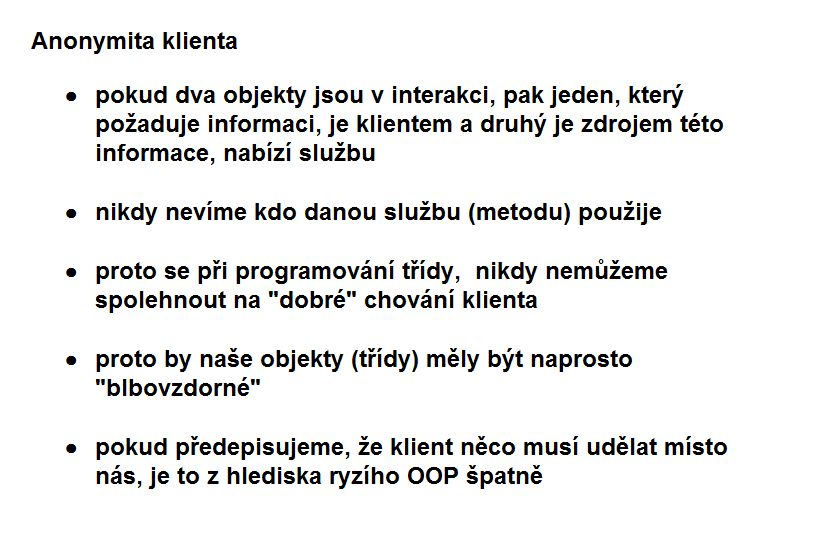 Anonymita klienta
● pokud dva objekty jsou v interakci, pak jeden, který
požaduje informaci, je klientem a druhý je zdrojem této
informace, nabízí službu
● nikdy nevíme kdo danou službu (metodu) použije
● proto se při programování třídy,  nikdy nemůžeme
spolehnout na "dobré" chování klienta
● proto by naše objekty (třídy) měly být naprosto
"blbovzdorné"
● pokud předepisujeme, že klient něco musí udělat místo
nás, je to z hlediska ryzího OOP špatně